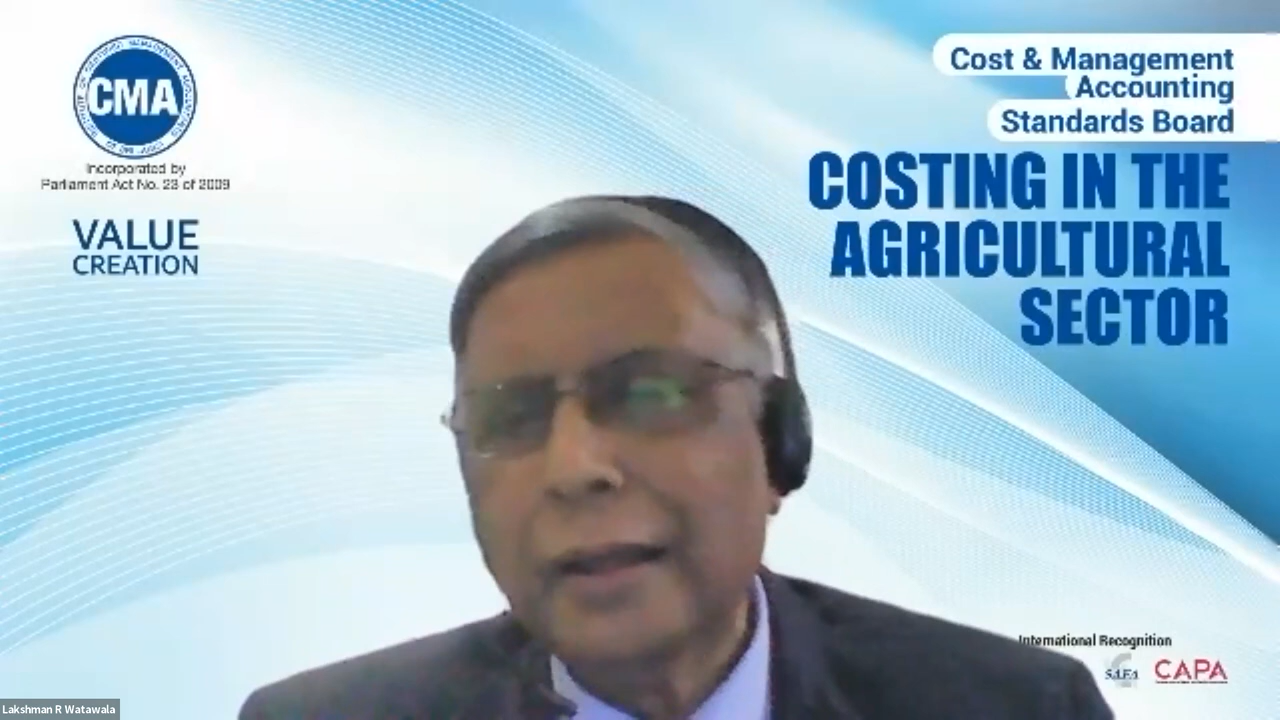 CMA
Incorporated by
Parliament Act No. 23 of 2009
VALUE
CREATION
Cost & Management
Accounting
Standards Board
COSTING IN THE
AGRICULTURAL
SECTOR
International Recognition
SAFA
CAPA
Lakshman R Watawala